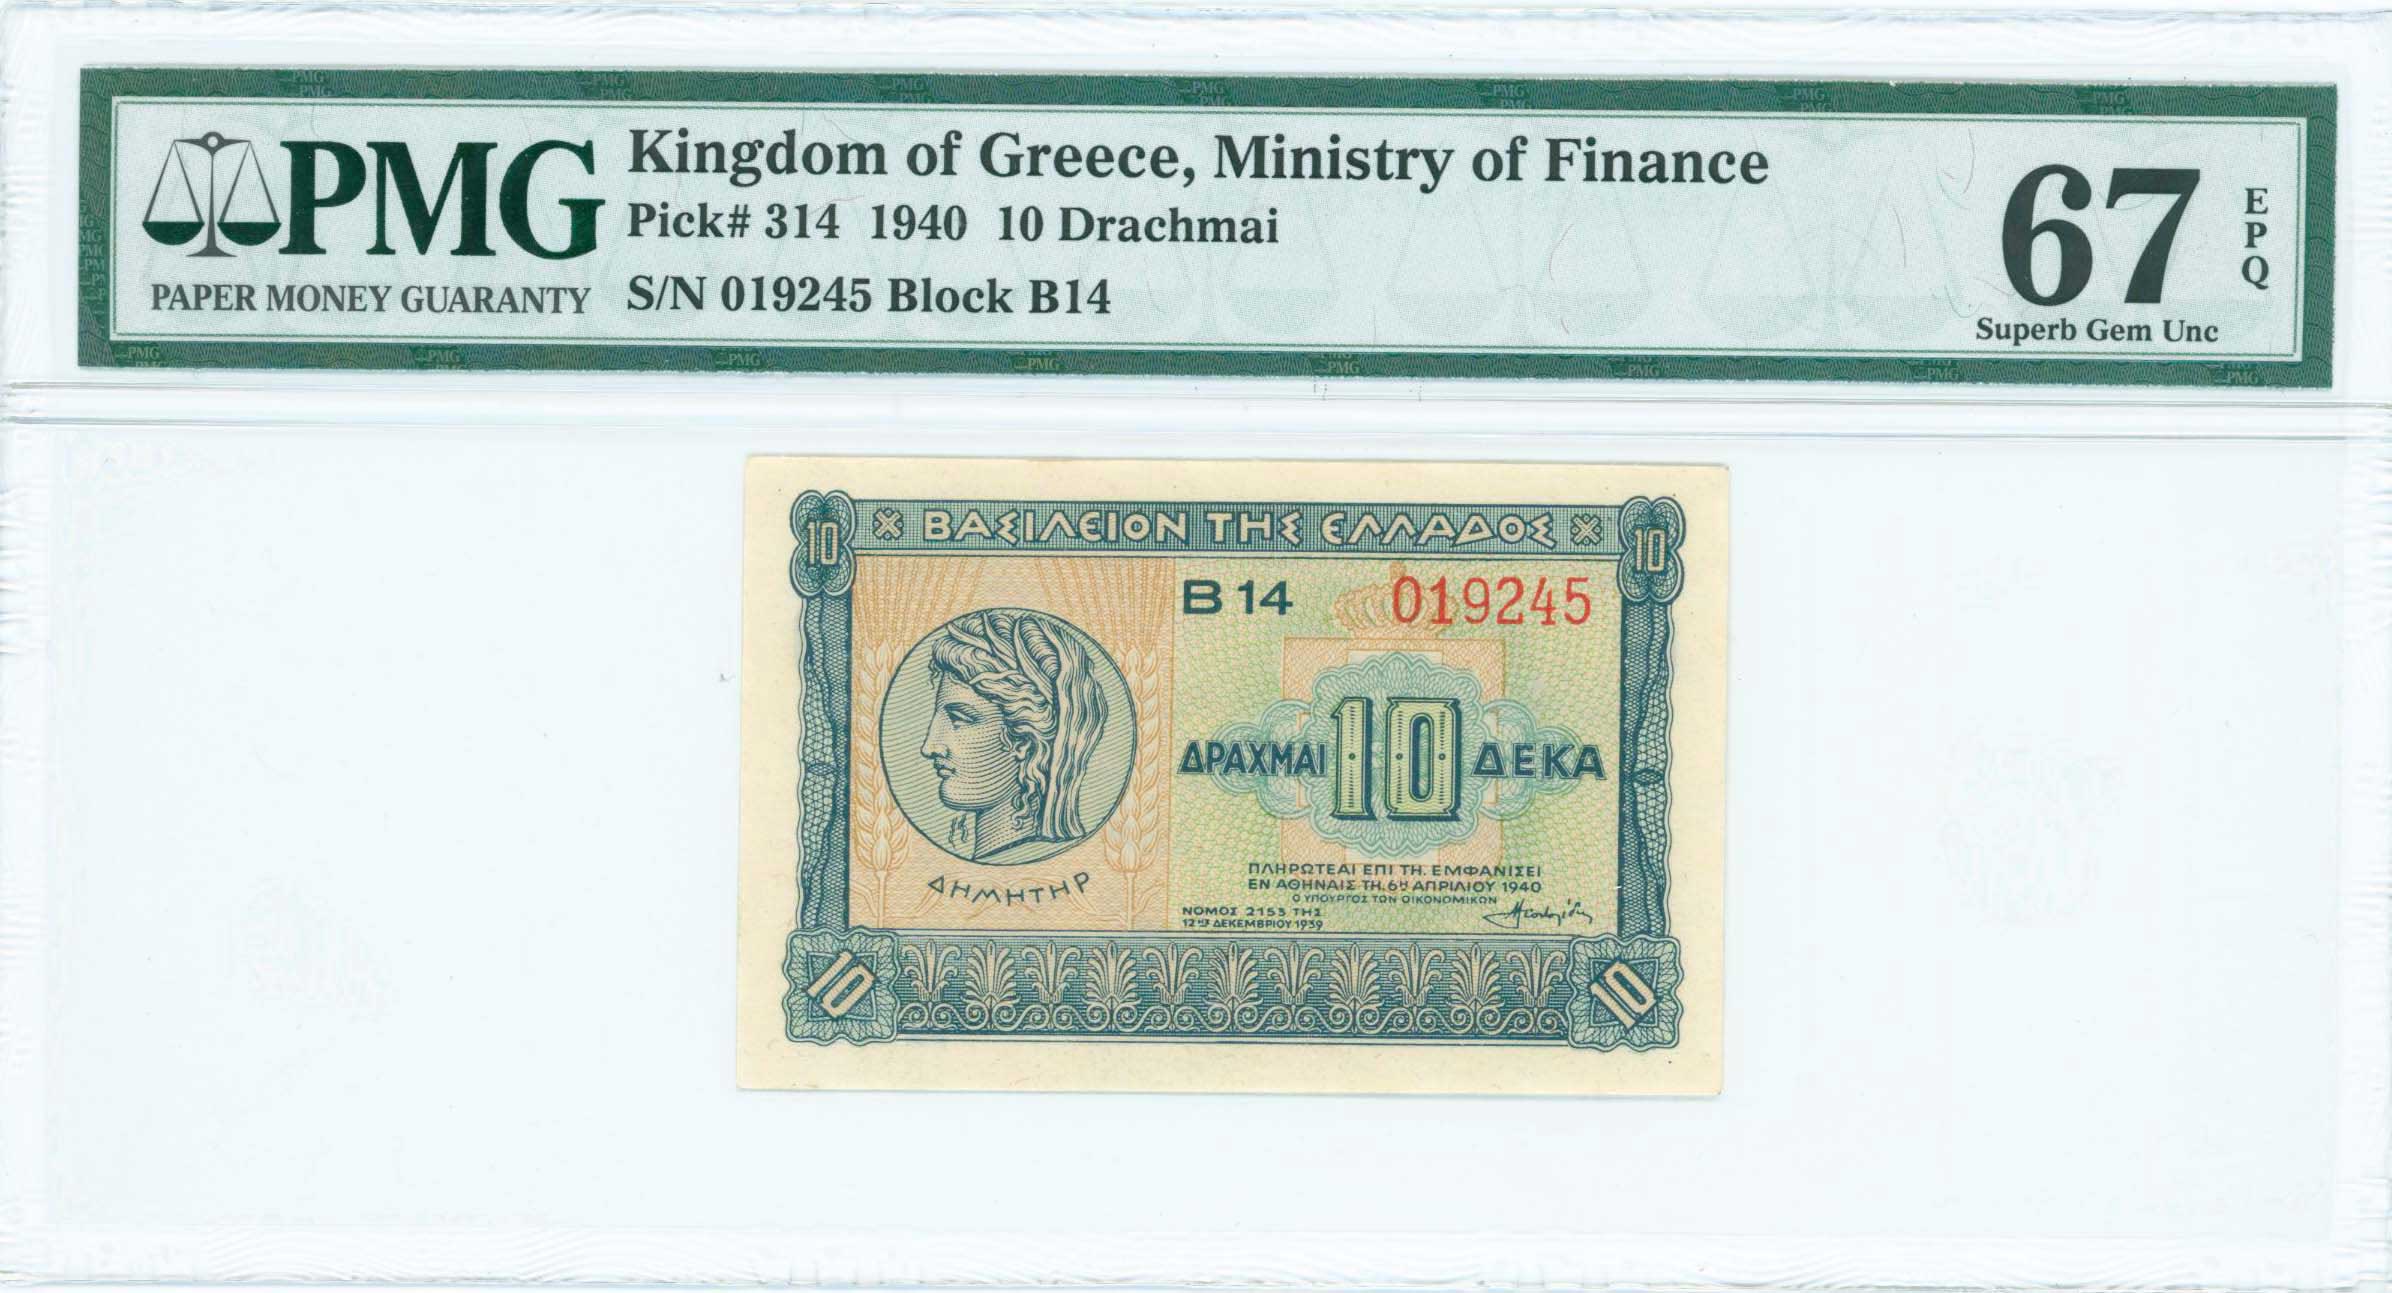 PMG
PAPER MONEY GUARANTY
Kingdom of Greece, Ministry of Finance
Pick# 314 1940 10 Drachmai
S/N 019245 Block B14
67
EPQ
Superb Gem Unc
10 ΒΑΣΙΛΕΙΟΝ ΤΗΣ ΕΛΛΑΔΟΣ 10
Β 14 019245
ΔΡΑΧΜΑΙ 10 ΔΕΚΑ
ΔΗΜΗΤΗΡ
ΠΛΗΡΩΤΕΑΙ ΕΠΙ ΤΗ. ΕΜΦΑΝΙΣΕΙ
ΕΝ ΑΘΗΝΑΙΣ ΤΗ. 6ῃ ΑΠΡΙΛΙΟΥ 1940
Ο ΥΠΟΥΡΓΟΣ ΤΩΝ ΟΙΚΟΝΟΜΙΚΩΝ
ΝΟΜΟΣ 2153 ΤΗΣ
12ης ΔΕΚΕΜΒΡΙΟΥ 1939
10 10